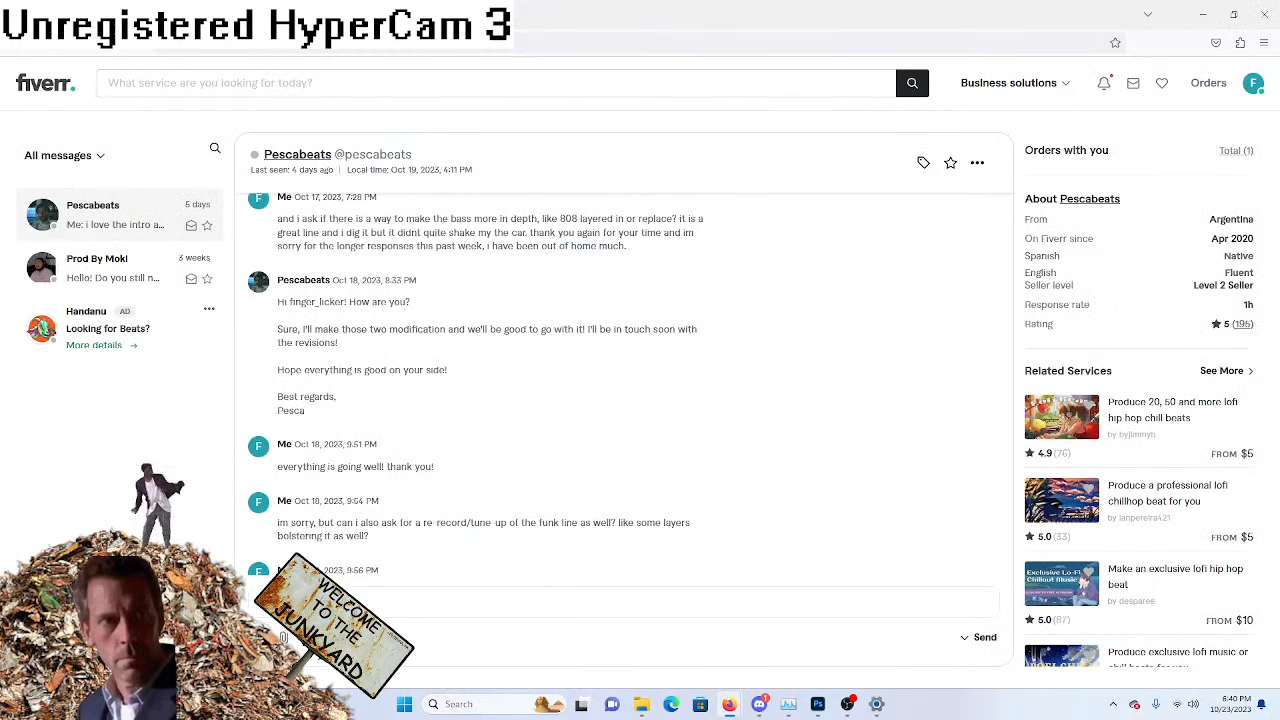 Unregistered HyperCam 3
fiverr.
What service are you looking for today?
Business solutions
Orders
F
All messages
Pescabeats
5 days
Me: i love the intro a...
Prod By Moki
3 weeks
Hello! Do you still n...
Handanu AD
Looking for Beats?
More details →
Pescabeats @pescabeats
Last seen: 4 days ago | Local time: Oct 19, 2023, 4:11 PM
F
Me Oct 17, 2023, 7:28 PM
and i ask if there is a way to make the bass more in depth, like 808 layered in or replace? it is a
great line and i dig it but it didnt quite shake my the car. thank you again for your time and im
sorry for the longer responses this past week, i have been out of home much.
Pescabeats Oct 18, 2023, 8:33 PM
Hi finger_licker! How are you?
Sure, I'll make those two modification and we'll be good to go with it! I'll be in touch soon with
the revisions!
Hope everything is good on your side!
Best regards,
Pesca
F
Me Oct 18, 2023, 9:51 PM
everything is going well! thank you!
F
Me Oct 18, 2023, 9:54 PM
im sorry, but can i also ask for a re-record/tune-up of the funk line as well? like some layers
bolstering it as well?
F
2023, 9:56 PM
Send
Orders with you
Total (1)
About Pescabeats
From
Argentina
On Fiverr since
Apr 2020
Spanish
Native
English
Fluent
Seller level
Level 2 Seller
Response rate
1h
Rating
5 (195)
Related Services
See More
Produce 20, 50 and more lofi
hip hop chill beats
by byjimmyh
4.9 (76)
FROM $5
Produce a professional lofi
chillhop beat for you
by ianpereira421
5.0 (33)
FROM $5
Exclusive Lo-Fi
Chillout Music
Make an exclusive lofi hip hop
beat
by desparee
5.0 (87)
FROM $10
Produce exclusive lofi music or
WELCOME
TO THE
JUNKYARD
Search
1
Ps
6:40 PM
10/23/2023